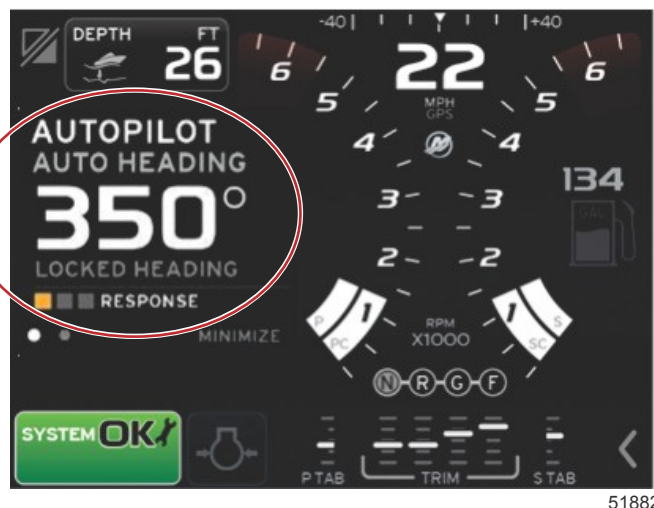 DEPTH FT
26
-40 +40
22
MPH
GPS
6 6
5 5
4 4
3 3
2 2
1 1
P S
PC SC
RPM
X1000
N R G F
AUTOPILOT
AUTO HEADING
350°
LOCKED HEADING
RESPONSE
MINIMIZE
134
GAL
SYSTEM OK
P TAB TRIM S TAB
51882